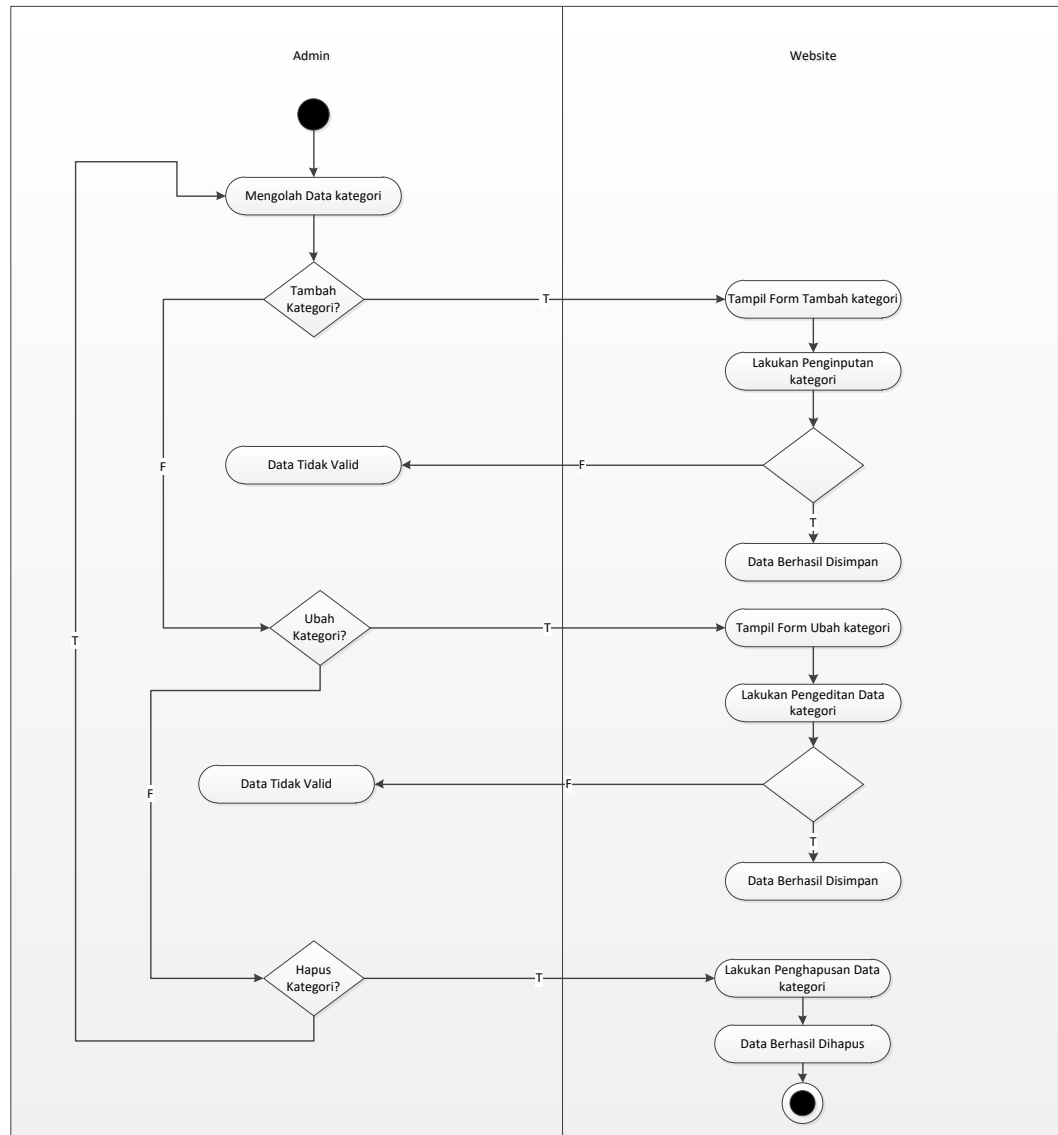 Admin
Website
Mengolah Data kategori
Tambah
Kategori?
T
Tampil Form Tambah kategori
Lakukan Penginputan
kategori
F
Data Tidak Valid
F
T
Data Berhasil Disimpan
Ubah
Kategori?
T
Tampil Form Ubah kategori
T
Lakukan Pengeditan Data
kategori
Data Tidak Valid
F
F
T
Data Berhasil Disimpan
Hapus
Kategori?
T
Lakukan Penghapusan Data
kategori
Data Berhasil Dihapus